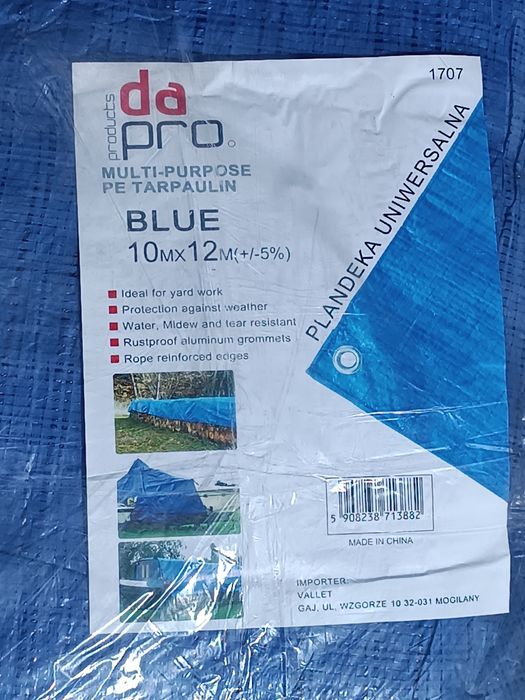 1707
products
da
pro
MULTI-PURPOSE
PE TARPAULIN
BLUE
10MX12M(+/-5%)
PLANDEKA UNIWERSALNA
Ideal for yard work
Protection against weather
Water, Midew and tear resistant
Rustproof aluminum grommets
Rope reinforced edges
5 908238 713882
MADE IN CHINA
IMPORTER:
VALLET
GAJ, UL, WZGORZE 10 32-031 MOGILANY